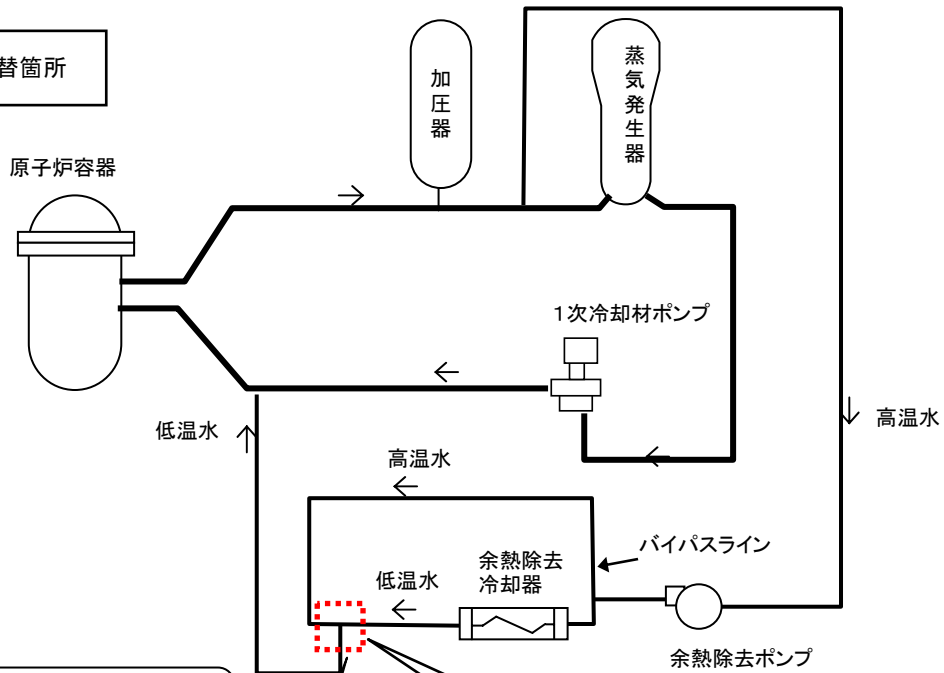 替箇所
原子炉容器
加圧器
蒸気発生器
1次冷却材ポンプ
低温水
高温水
高温水
バイパスライン
余熱除去
冷却器
低温水
余熱除去ポンプ